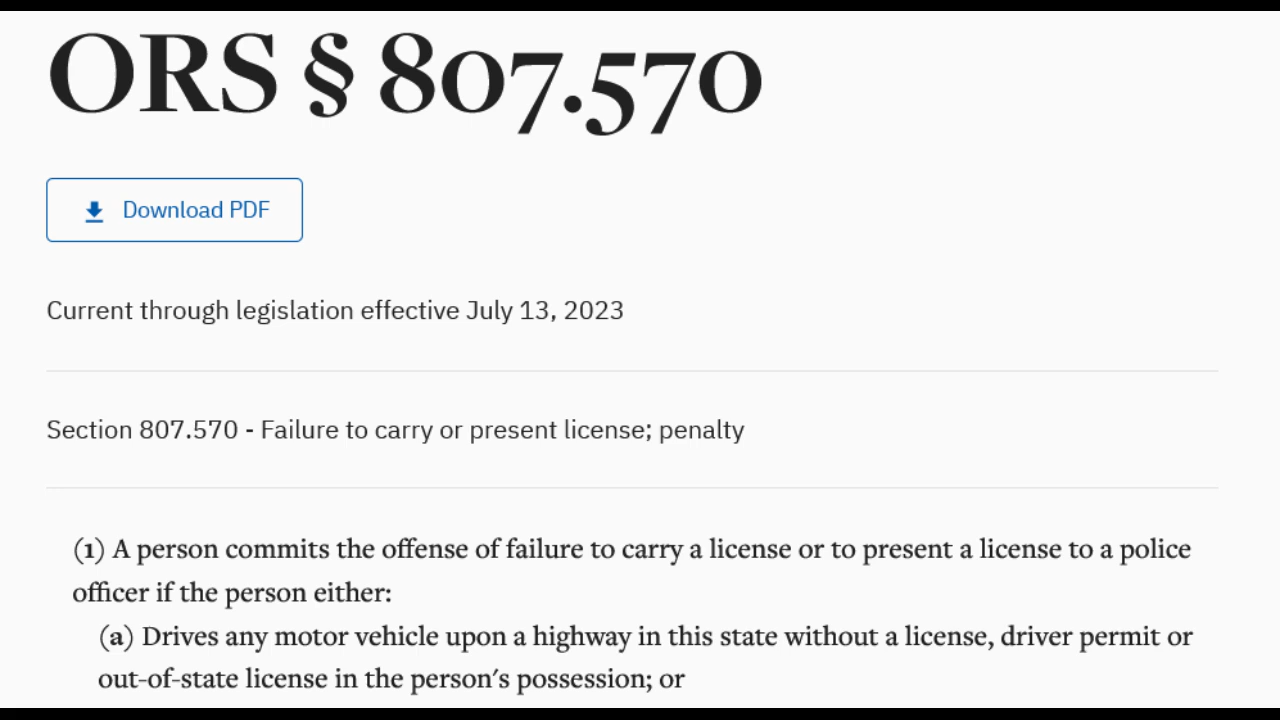 ORS § 807.570
Download PDF
Current through legislation effective July 13, 2023
Section 807.570 - Failure to carry or present license; penalty
(1) A person commits the offense of failure to carry a license or to present a license to a police
officer if the person either:
(a) Drives any motor vehicle upon a highway in this state without a license, driver permit or
out-of-state license in the person's possession; or